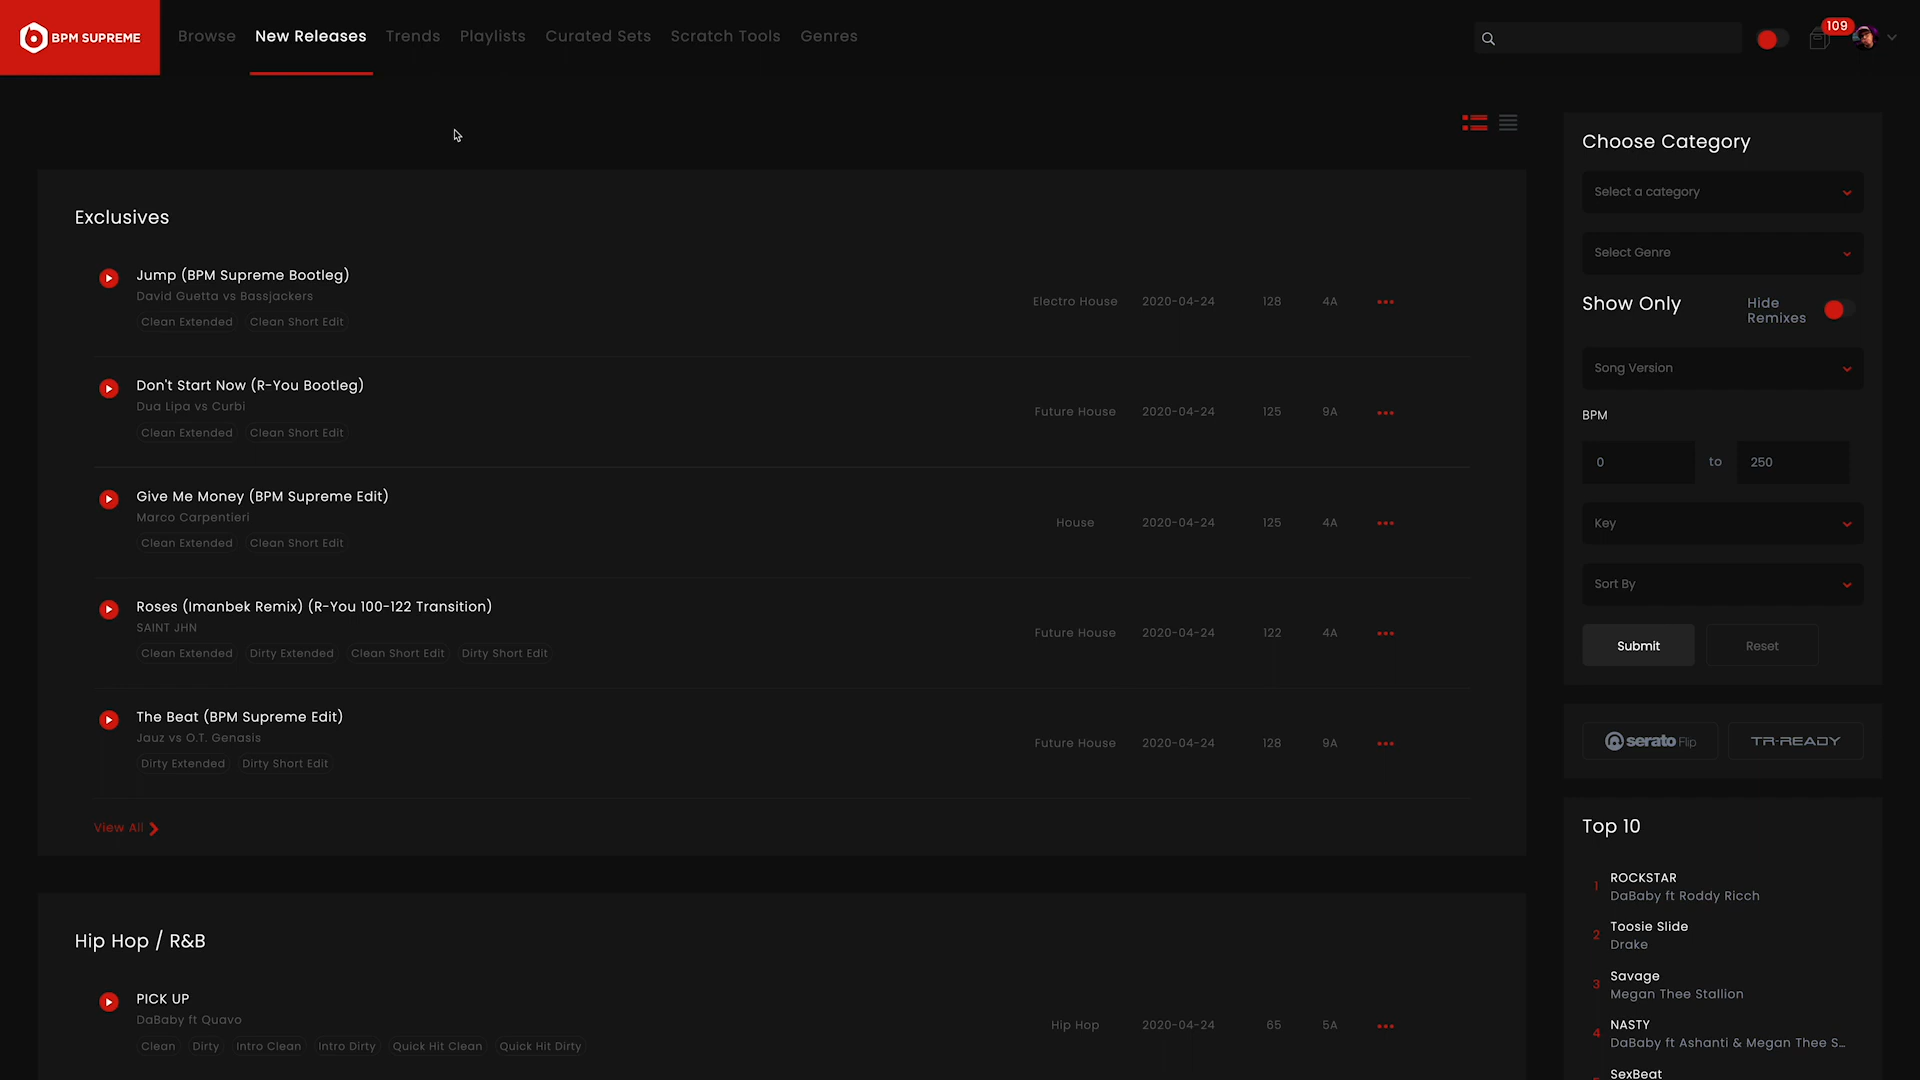 BPM SUPREME
Browse New Releases Trends Playlists Curated Sets Scratch Tools Genres
109
Exclusives
Jump (BPM Supreme Bootleg)
David Guetta vs Bassjackers
Clean Extended Clean Short Edit
Electro House 2020-04-24 128 4A
Don't Start Now (R-You Bootleg)
Dua Lipa vs Curbi
Clean Extended Clean Short Edit
Future House 2020-04-24 125 9A
Give Me Money (BPM Supreme Edit)
Marco Carpentieri
Clean Extended Clean Short Edit
House 2020-04-24 125 4A
Roses (Imanbek Remix) (R-You 100-122 Transition)
SAINT JHN
Clean Extended Dirty Extended Clean Short Edit Dirty Short Edit
Future House 2020-04-24 122 4A
The Beat (BPM Supreme Edit)
Jauz vs O.T. Genasis
Dirty Extended Dirty Short Edit
Future House 2020-04-24 128 9A
View All
Hip Hop / R&B
PICK UP
DaBaby ft Quavo
Clean Dirty Intro Clean Intro Dirty Quick Hit Clean Quick Hit Dirty
Hip Hop 2020-04-24 65 5A
Choose Category
Select a category
Select Genre
Show Only
Hide
Remixes
Song Version
BPM
0 to 250
Key
Sort By
Submit Reset
serato Flip TR-READY
Top 10
1 ROCKSTAR
DaBaby ft Roddy Ricch
2 Toosie Slide
Drake
3 Savage
Megan Thee Stallion
4 NASTY
DaBaby ft Ashanti & Megan Thee S...
SexBeat